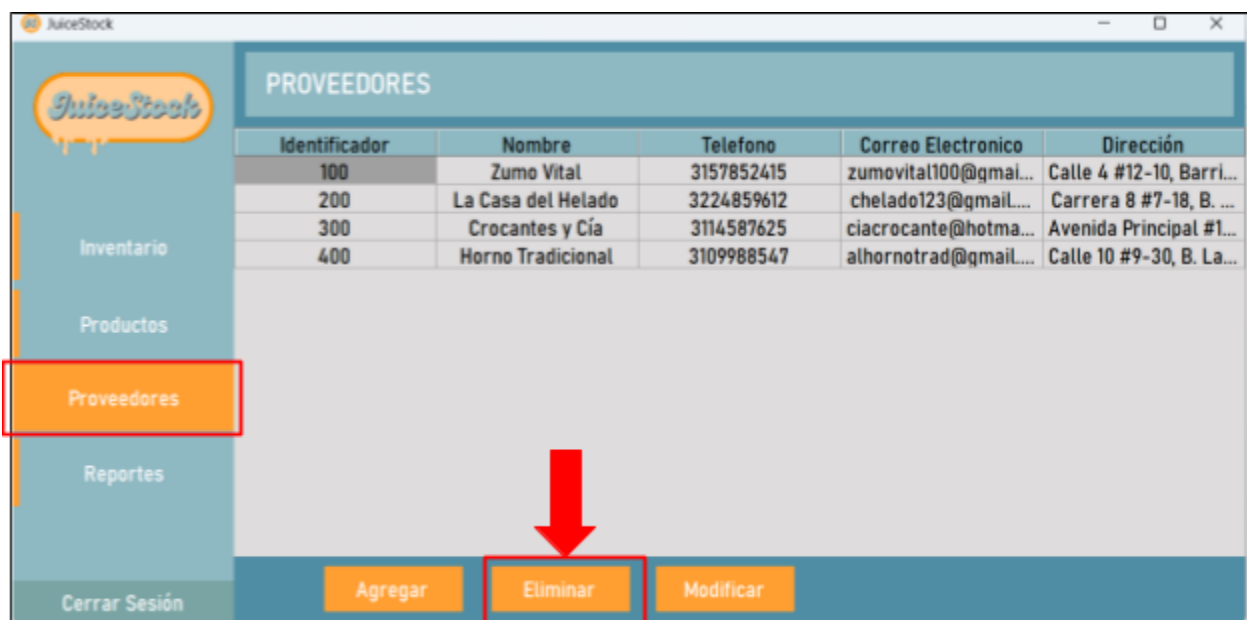 JuiceStock
JuiceStock
PROVEEDORES
Identificador Nombre Telefono Correo Electronico Dirección
100 Zumo Vital 3157852415 zumovital100@gmai... Calle 4 #12-10, Barri...
200 La Casa del Helado 3224859612 chelado123@gmail.... Carrera 8 #7-18, B. ...
300 Crocantes y Cía 3114587625 ciacrocante@hotma... Avenida Principal #1...
400 Horno Tradicional 3109988547 alhornotrad@gmail.... Calle 10 #9-30, B. La...
Inventario
Productos
Proveedores
Reportes
Cerrar Sesión
Agregar Eliminar Modificar